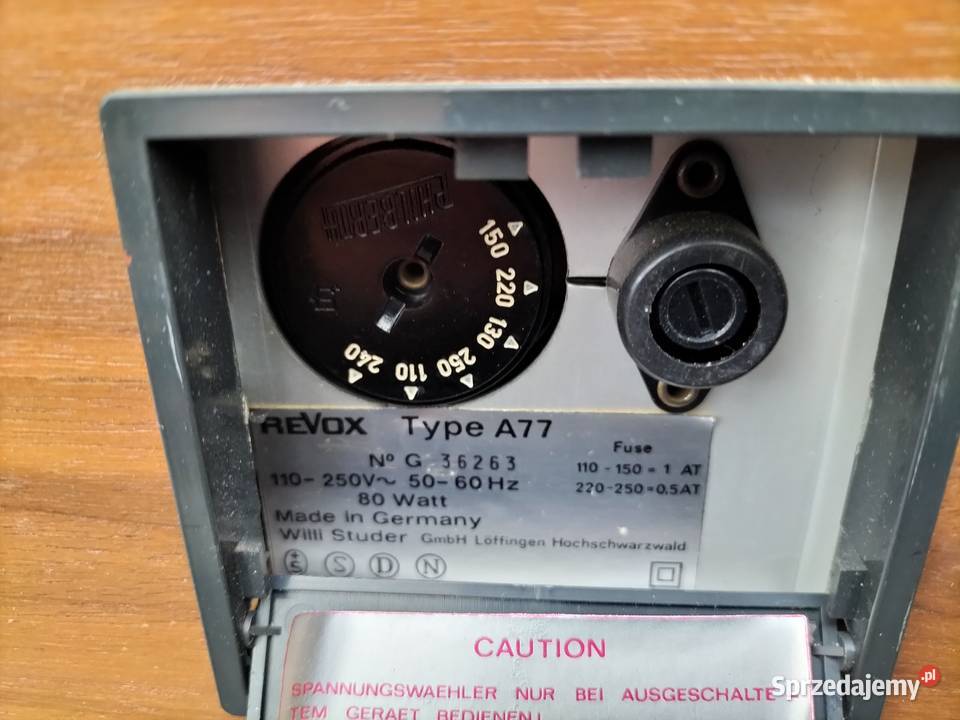 PHILBERTH
150
220
130
250
110
240
REVOX Type A77
Nº G 36263
110-250V~ 50-60Hz
80 Watt
Made in Germany
Willi Studer GmbH Löffingen Hochschwarzwald
S S D N
Fuse
110-150=1 AT
220-250=0.5AT
CAUTION
SPANNUNGSWAEHLER NUR BEI AUSGESCHALTE-
TEM GERAET BEDIENEN!
Sprzedajemy.pl